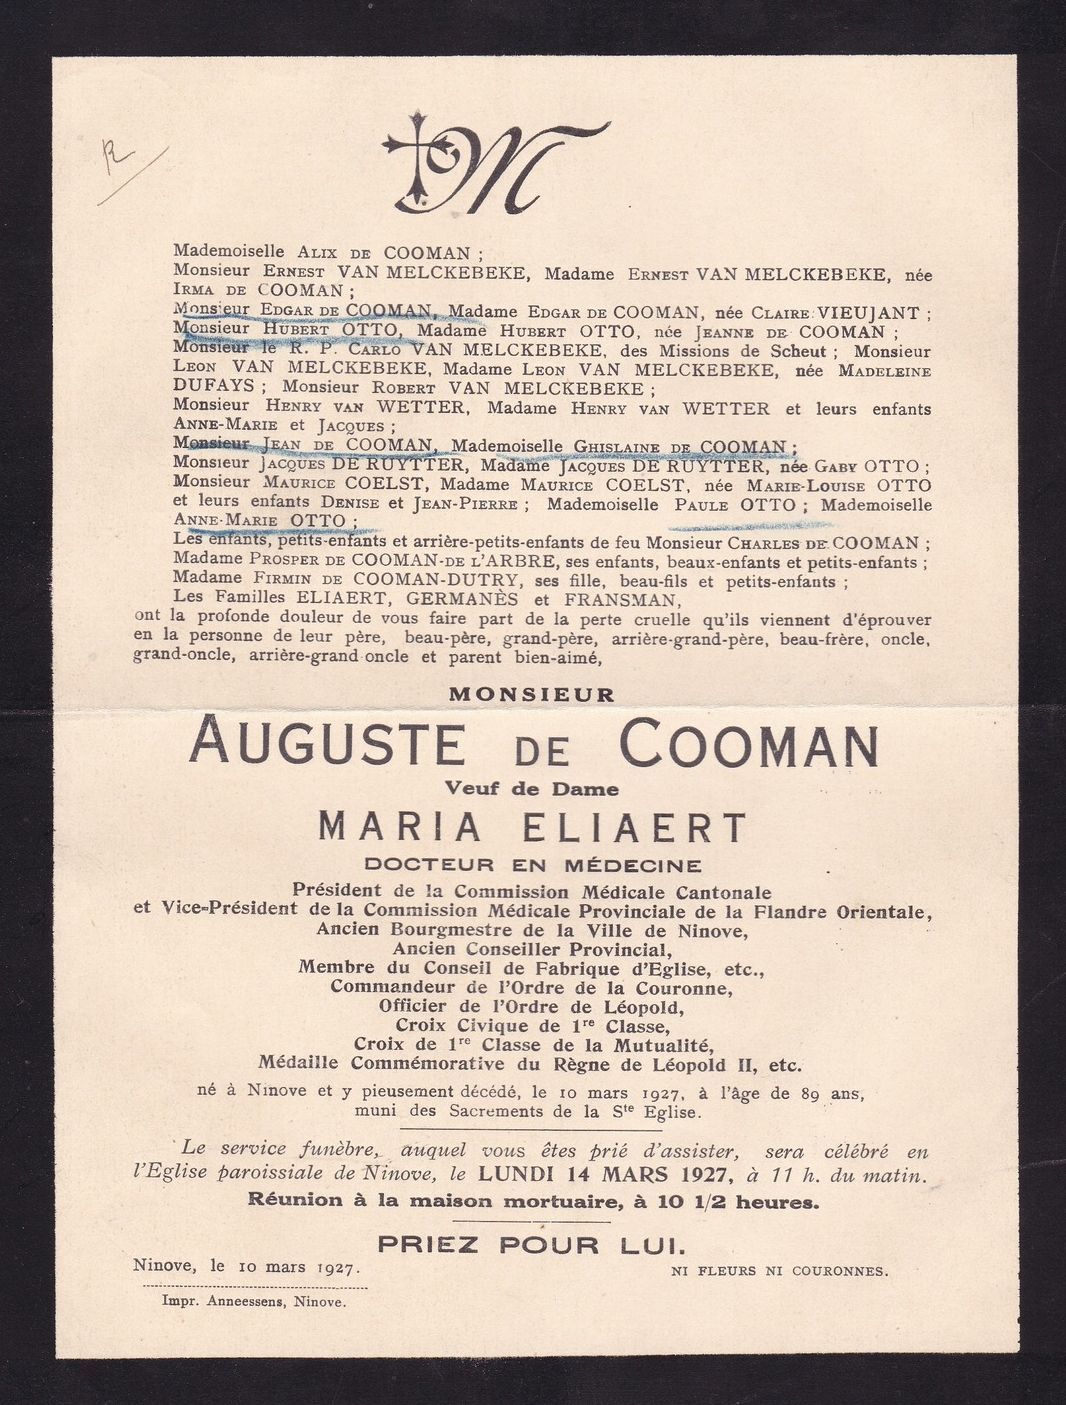 R
M
Mademoiselle ALIX DE COOMAN ;
Monsieur ERNEST VAN MELCKEBEKE, Madame ERNEST VAN MELCKEBEKE, née
IRMA DE COOMAN ;
Monsieur EDGAR DE COOMAN, Madame EDGAR DE COOMAN, née CLAIRE VIEUJANT ;
Monsieur HUBERT OTTO, Madame HUBERT OTTO, née JEANNE DE COOMAN ;
Monsieur le R. P. CARLO VAN MELCKEBEKE, des Missions de Scheut ; Monsieur
LEON VAN MELCKEBEKE, Madame LEON VAN MELCKEBEKE, née MADELEINE
DUFAYS ; Monsieur ROBERT VAN MELCKEBEKE ;
Monsieur HENRY VAN WETTER, Madame HENRY VAN WETTER et leurs enfants
ANNE-MARIE et JACQUES ;
Monsieur JEAN DE COOMAN, Mademoiselle GHISLAINE DE COOMAN ;
Monsieur JACQUES DE RUYTTER, Madame JACQUES DE RUYTTER, née GABY OTTO ;
Monsieur MAURICE COELST, Madame MAURICE COELST, née MARIE-LOUISE OTTO
et leurs enfants DENISE et JEAN-PIERRE ; Mademoiselle PAULE OTTO ; Mademoiselle
ANNE-MARIE OTTO ;
Les enfants, petits-enfants et arrière-petits-enfants de feu Monsieur CHARLES DE COOMAN ;
Madame PROSPER DE COOMAN-DE L'ARBRE, ses enfants, beaux-enfants et petits-enfants ;
Madame FIRMIN DE COOMAN-DUTRY, ses fille, beau-fils et petits-enfants ;
Les Familles ELIAERT, GERMANÈS et FRANSMAN,
ont la profonde douleur de vous faire part de la perte cruelle qu'ils viennent d'éprouver
en la personne de leur père, beau-père, grand-père, arrière-grand-père, beau-frère, oncle,
grand-oncle, arrière-grand oncle et parent bien-aimé,
MONSIEUR
AUGUSTE DE COOMAN
Veuf de Dame
MARIA ELIAERT
DOCTEUR EN MÉDECINE
Président de la Commission Médicale Cantonale
et Vice-Président de la Commission Médicale Provinciale de la Flandre Orientale,
Ancien Bourgmestre de la Ville de Ninove,
Ancien Conseiller Provincial,
Membre du Conseil de Fabrique d'Eglise, etc.,
Commandeur de l'Ordre de la Couronne,
Officier de l'Ordre de Léopold,
Croix Civique de 1re Classe,
Croix de 1re Classe de la Mutualité,
Médaille Commémorative du Règne de Léopold II, etc.
né à Ninove et y pieusement décédé, le 10 mars 1927, à l'âge de 89 ans,
muni des Sacrements de la Ste Eglise.
Le service funèbre, auquel vous êtes prié d'assister, sera célébré en
l'Eglise paroissiale de Ninove, le LUNDI 14 MARS 1927, à 11 h. du matin.
Réunion à la maison mortuaire, à 10 1/2 heures.
PRIEZ POUR LUI.
Ninove, le 10 mars 1927.
NI FLEURS NI COURONNES.
Impr. Anneessens, Ninove.